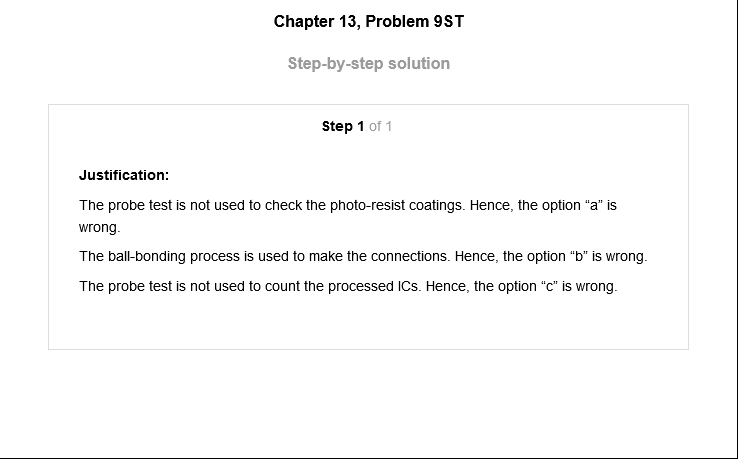 Chapter 13, Problem 9ST
Step-by-step solution
Step 1 of 1
Justification:
The probe test is not used to check the photo-resist coatings. Hence, the option “a” is
wrong.
The ball-bonding process is used to make the connections. Hence, the option “b” is wrong.
The probe test is not used to count the processed ICs. Hence, the option “c” is wrong.